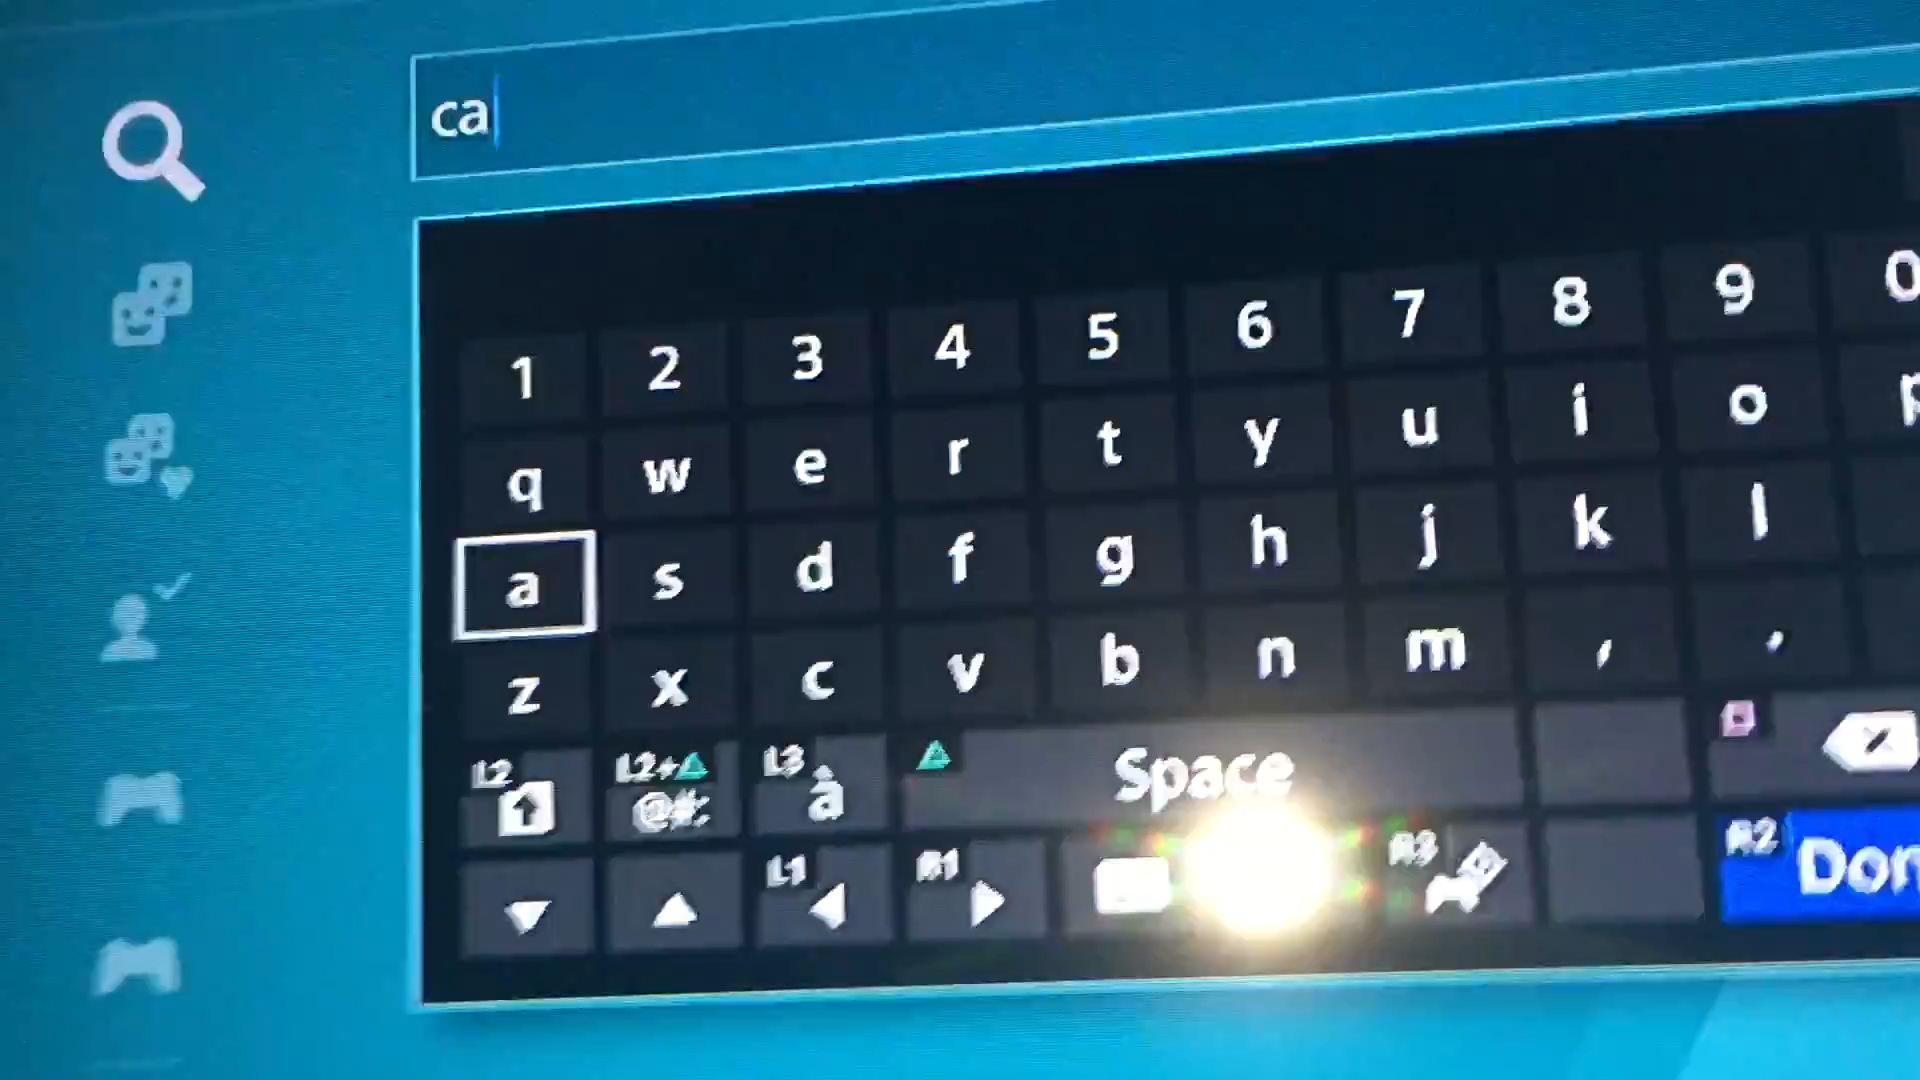 ca
1 2 3 4 5 6 7 8 9 0
q w e r t y u i o p
a s d f g h j k l
z x c v b n m , .
L2 L2+△ @#: L3 à △ Space
L1 R1 R3 R2